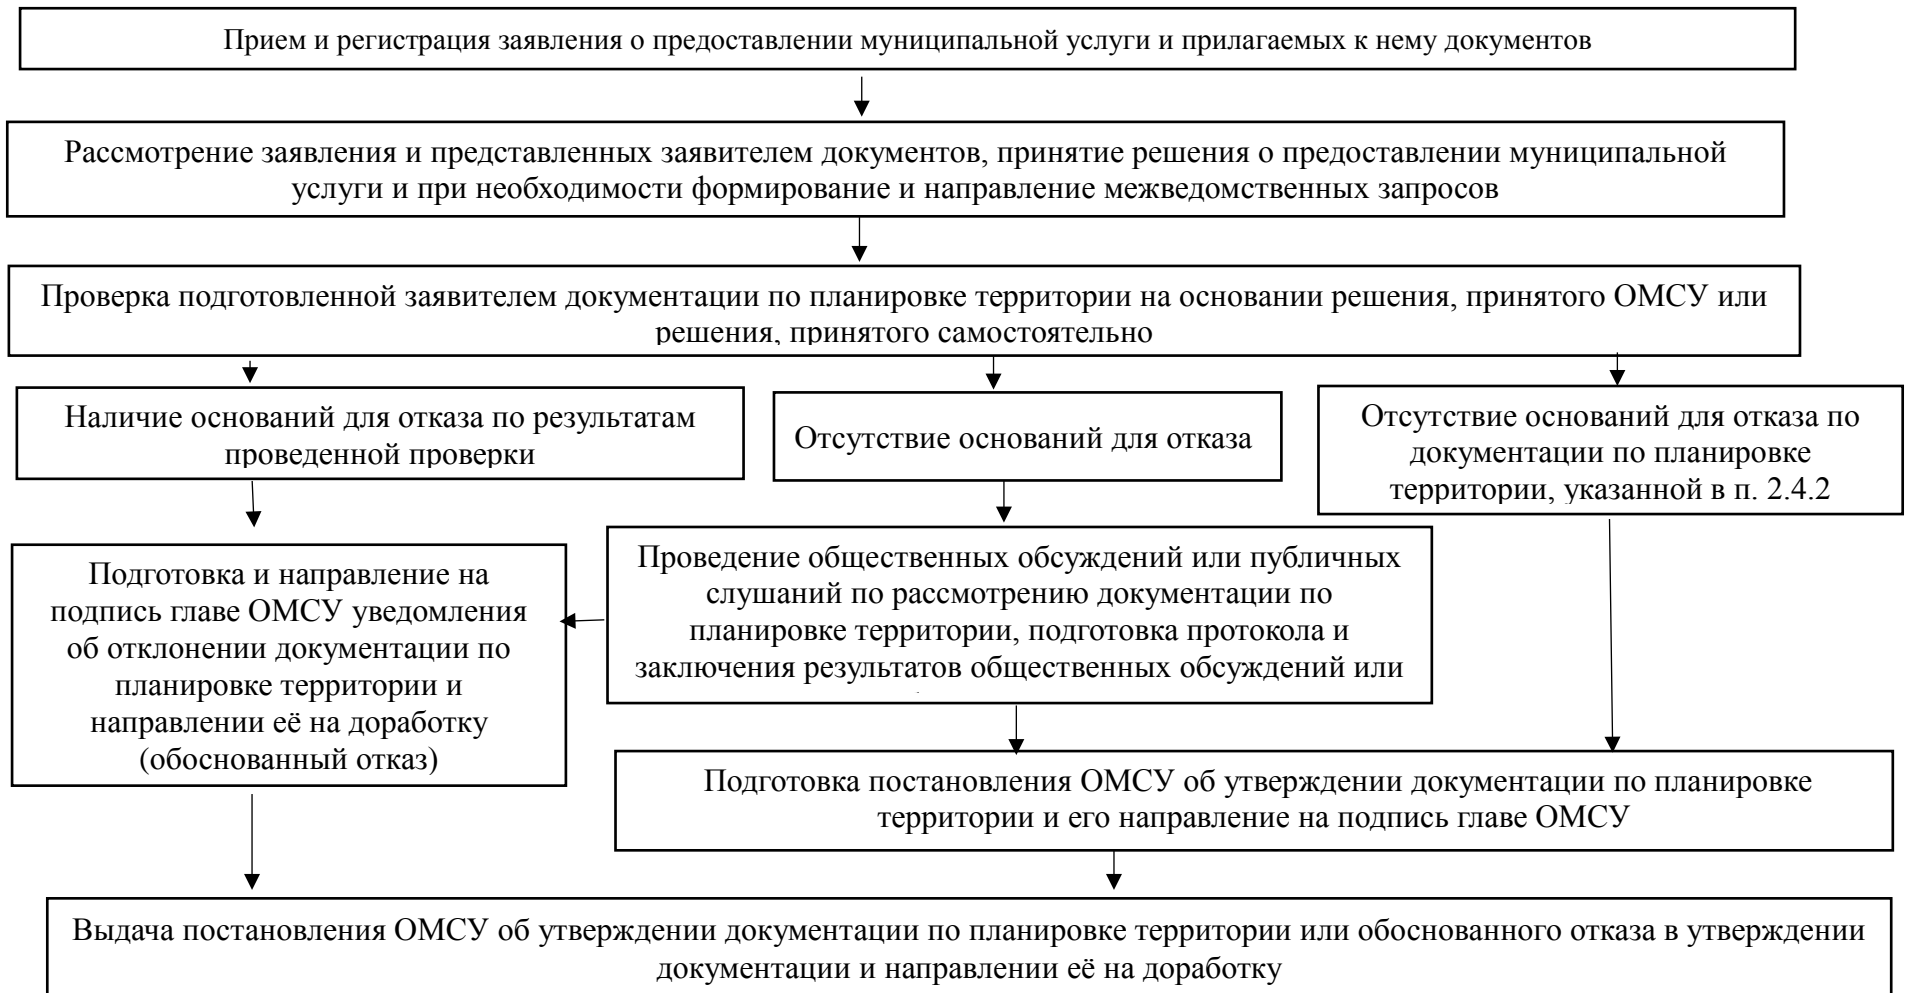 Прием и регистрация заявления о предоставлении муниципальной услуги и прилагаемых к нему документов
Рассмотрение заявления и представленных заявителем документов, принятие решения о предоставлении муниципальной
услуги и при необходимости формирование и направление межведомственных запросов
Проверка подготовленной заявителем документации по планировке территории на основании решения, принятого ОМСУ или
решения, принятого самостоятельно
Наличие оснований для отказа по результатам
проведенной проверки
Отсутствие оснований для отказа
Отсутствие оснований для отказа по
документации по планировке
территории, указанной в п. 2.4.2
Подготовка и направление на
подпись главе ОМСУ уведомления
об отклонении документации по
планировке территории и
направлении её на доработку
(обоснованный отказ)
Проведение общественных обсуждений или публичных
слушаний по рассмотрению документации по
планировке территории, подготовка протокола и
заключения результатов общественных обсуждений или
Подготовка постановления ОМСУ об утверждении документации по планировке
территории и его направление на подпись главе ОМСУ
Выдача постановления ОМСУ об утверждении документации по планировке территории или обоснованного отказа в утверждении
документации и направлении её на доработку